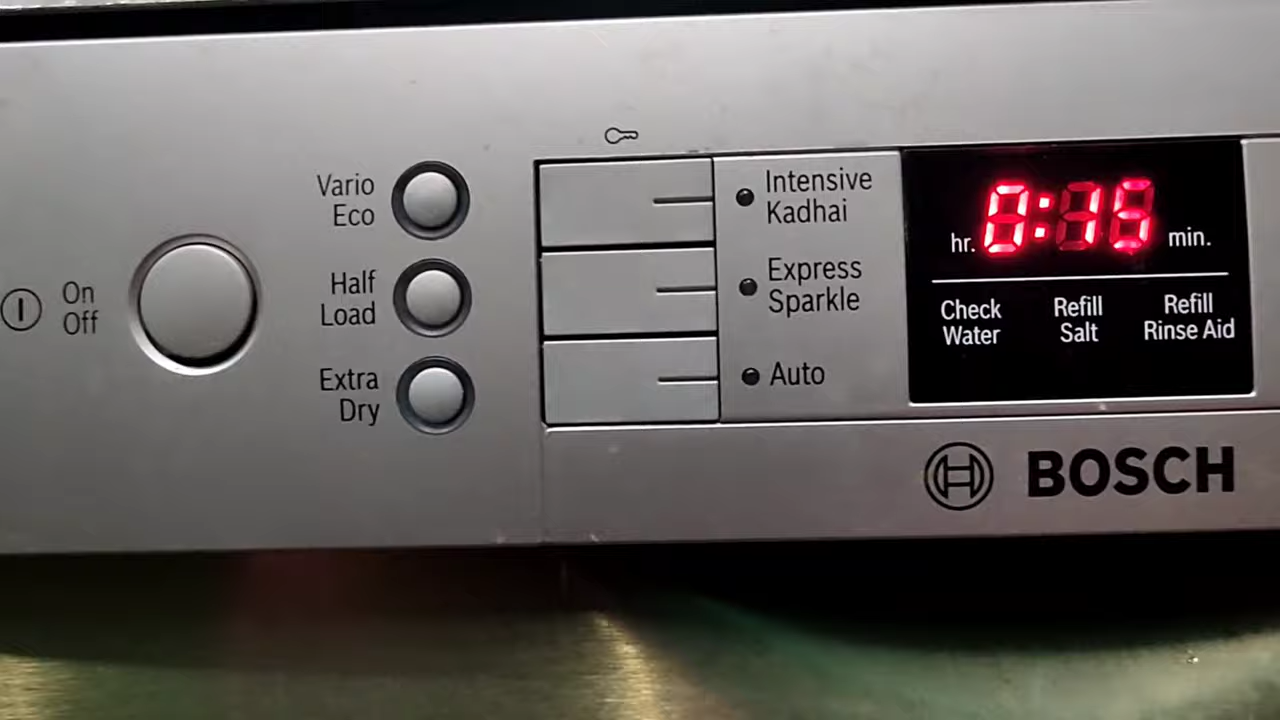 On
Off
Vario
Eco
Half
Load
Extra
Dry
Intensive
Kadhai
Express
Sparkle
Auto
hr. 0:15 min.
Check
Water
Refill
Salt
Refill
Rinse Aid
BOSCH